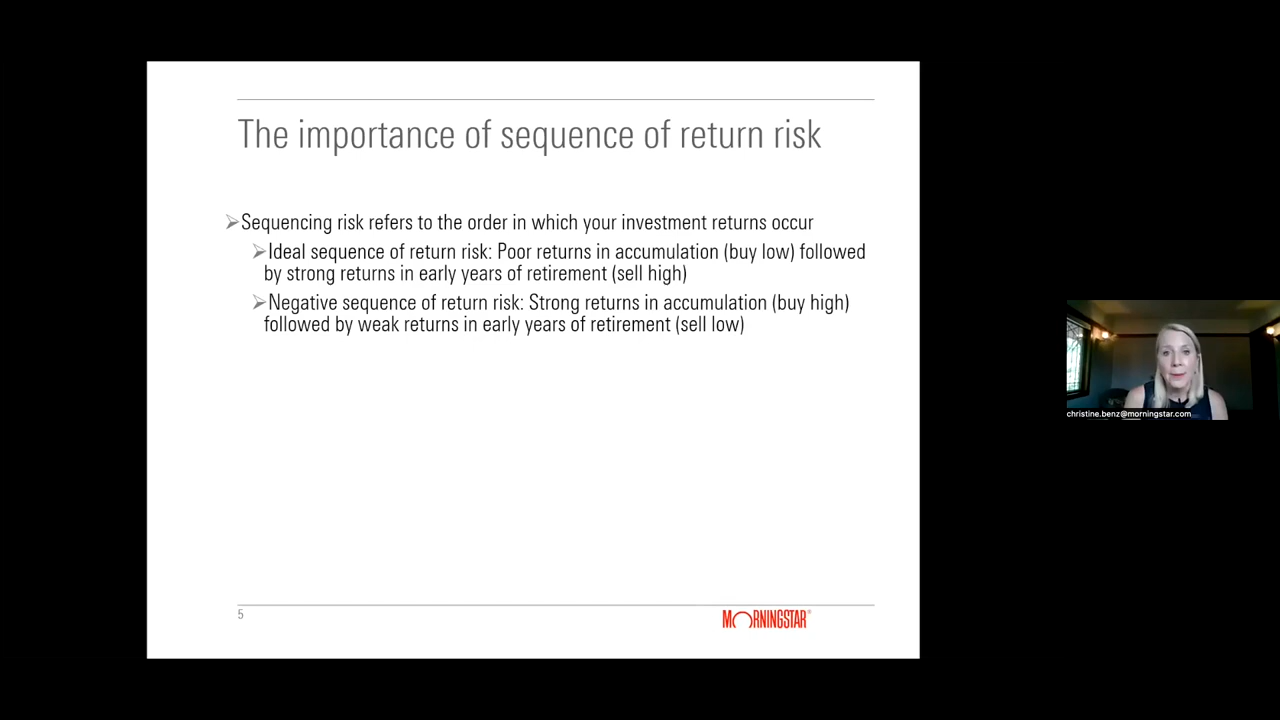 The importance of sequence of return risk
➢Sequencing risk refers to the order in which your investment returns occur
➢Ideal sequence of return risk: Poor returns in accumulation (buy low) followed
by strong returns in early years of retirement (sell high)
➢Negative sequence of return risk: Strong returns in accumulation (buy high)
followed by weak returns in early years of retirement (sell low)
5
MORNINGSTAR®
christine.benz@morningstar.com